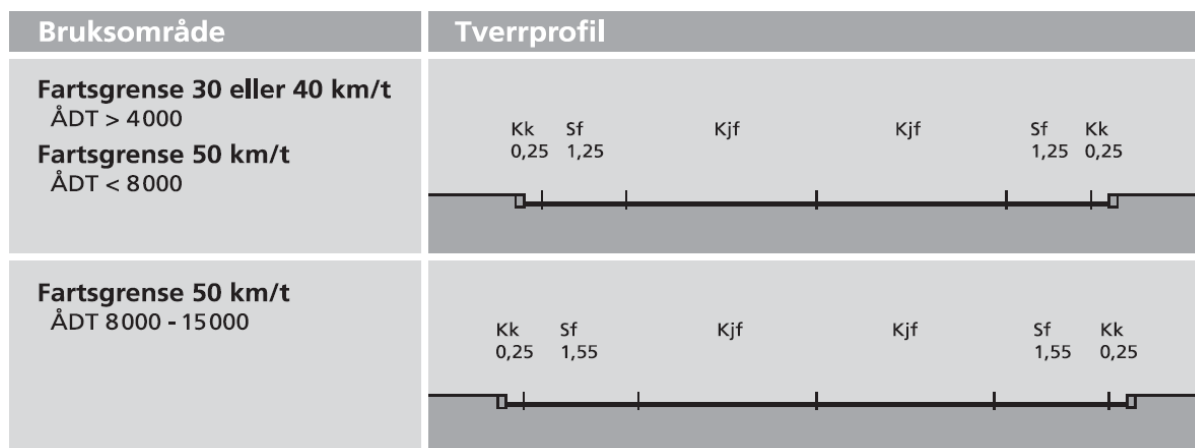 Bruksområde
Tverrprofil
Fartsgrense 30 eller 40 km/t
ÅDT > 4000
Fartsgrense 50 km/t
ÅDT < 8000
Kk Sf Kjf Kjf Sf Kk
0,25 1,25 1,25 0,25
Fartsgrense 50 km/t
ÅDT 8000 - 15000
Kk Sf Kjf Kjf Sf Kk
0,25 1,55 1,55 0,25